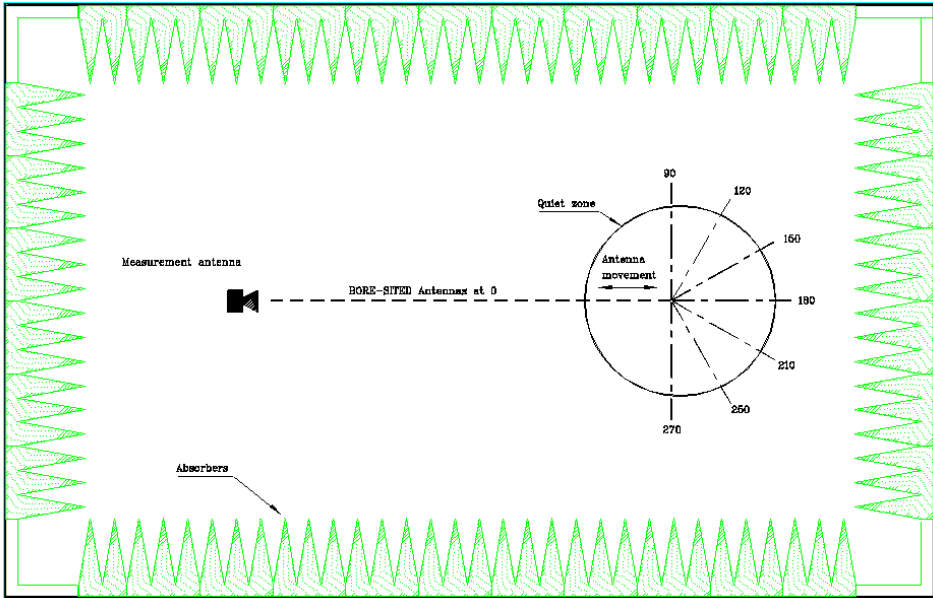 90
120
Quiet zone
150
Antenna
movement
Measurement antenna
BORE-SITED Antennas at 0
180
210
250
270
Absorbers